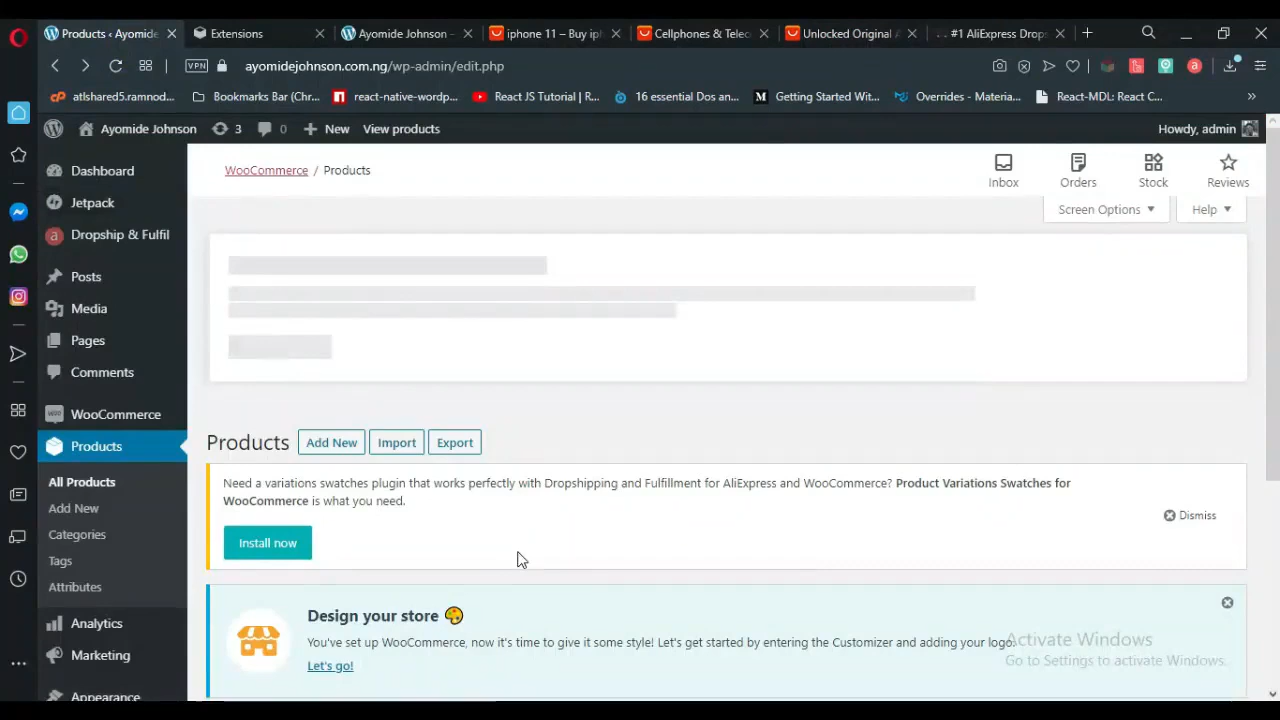 Products ‹ Ayomide
Extensions
Ayomide Johnson –
iphone 11 – Buy ip
Cellphones & Telec
Unlocked Original
#1 AliExpress Drops
VPN
ayomidejohnson.com.ng/wp-admin/edit.php
cP
atlshared5.ramnod...
Bookmarks Bar (Chr...
react-native-wordp...
React JS Tutorial | R...
16 essential Dos an...
Getting Started Wit...
Overrides - Materia...
React-MDL: React C...
»
Ayomide Johnson
3
0
New
View products
Howdy, admin
Dashboard
Jetpack
Dropship & Fulfil
Posts
Media
Pages
Comments
WooCommerce
Products
All Products
Add New
Categories
Tags
Attributes
Analytics
Marketing
Appearance
WooCommerce / Products
Inbox
Orders
Stock
Reviews
Screen Options
Help
Products
Add New
Import
Export
Need a variations swatches plugin that works perfectly with Dropshipping and Fulfillment for AliExpress and WooCommerce? Product Variations Swatches for
WooCommerce is what you need.
Dismiss
Install now
Design your store
You've set up WooCommerce, now it's time to give it some style! Let's get started by entering the Customizer and adding your logo.
Let's go!
Activate Windows
Go to Settings to activate Windows.